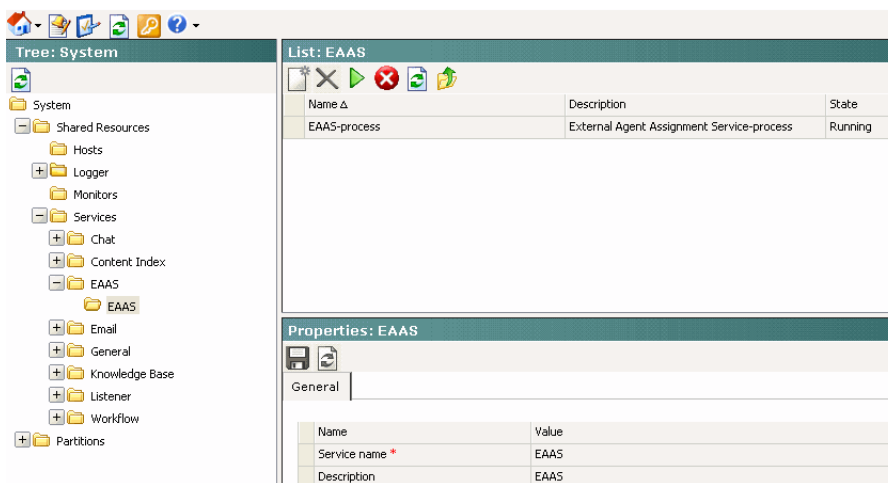 Tree: System
System
Shared Resources
Hosts
Logger
Monitors
Services
Chat
Content Index
EAAS
EAAS
Email
General
Knowledge Base
Listener
Workflow
Partitions
List: EAAS
Name Description State
EAAS-process External Agent Assignment Service-process Running
Properties: EAAS
General
Name Value
Service name * EAAS
Description EAAS